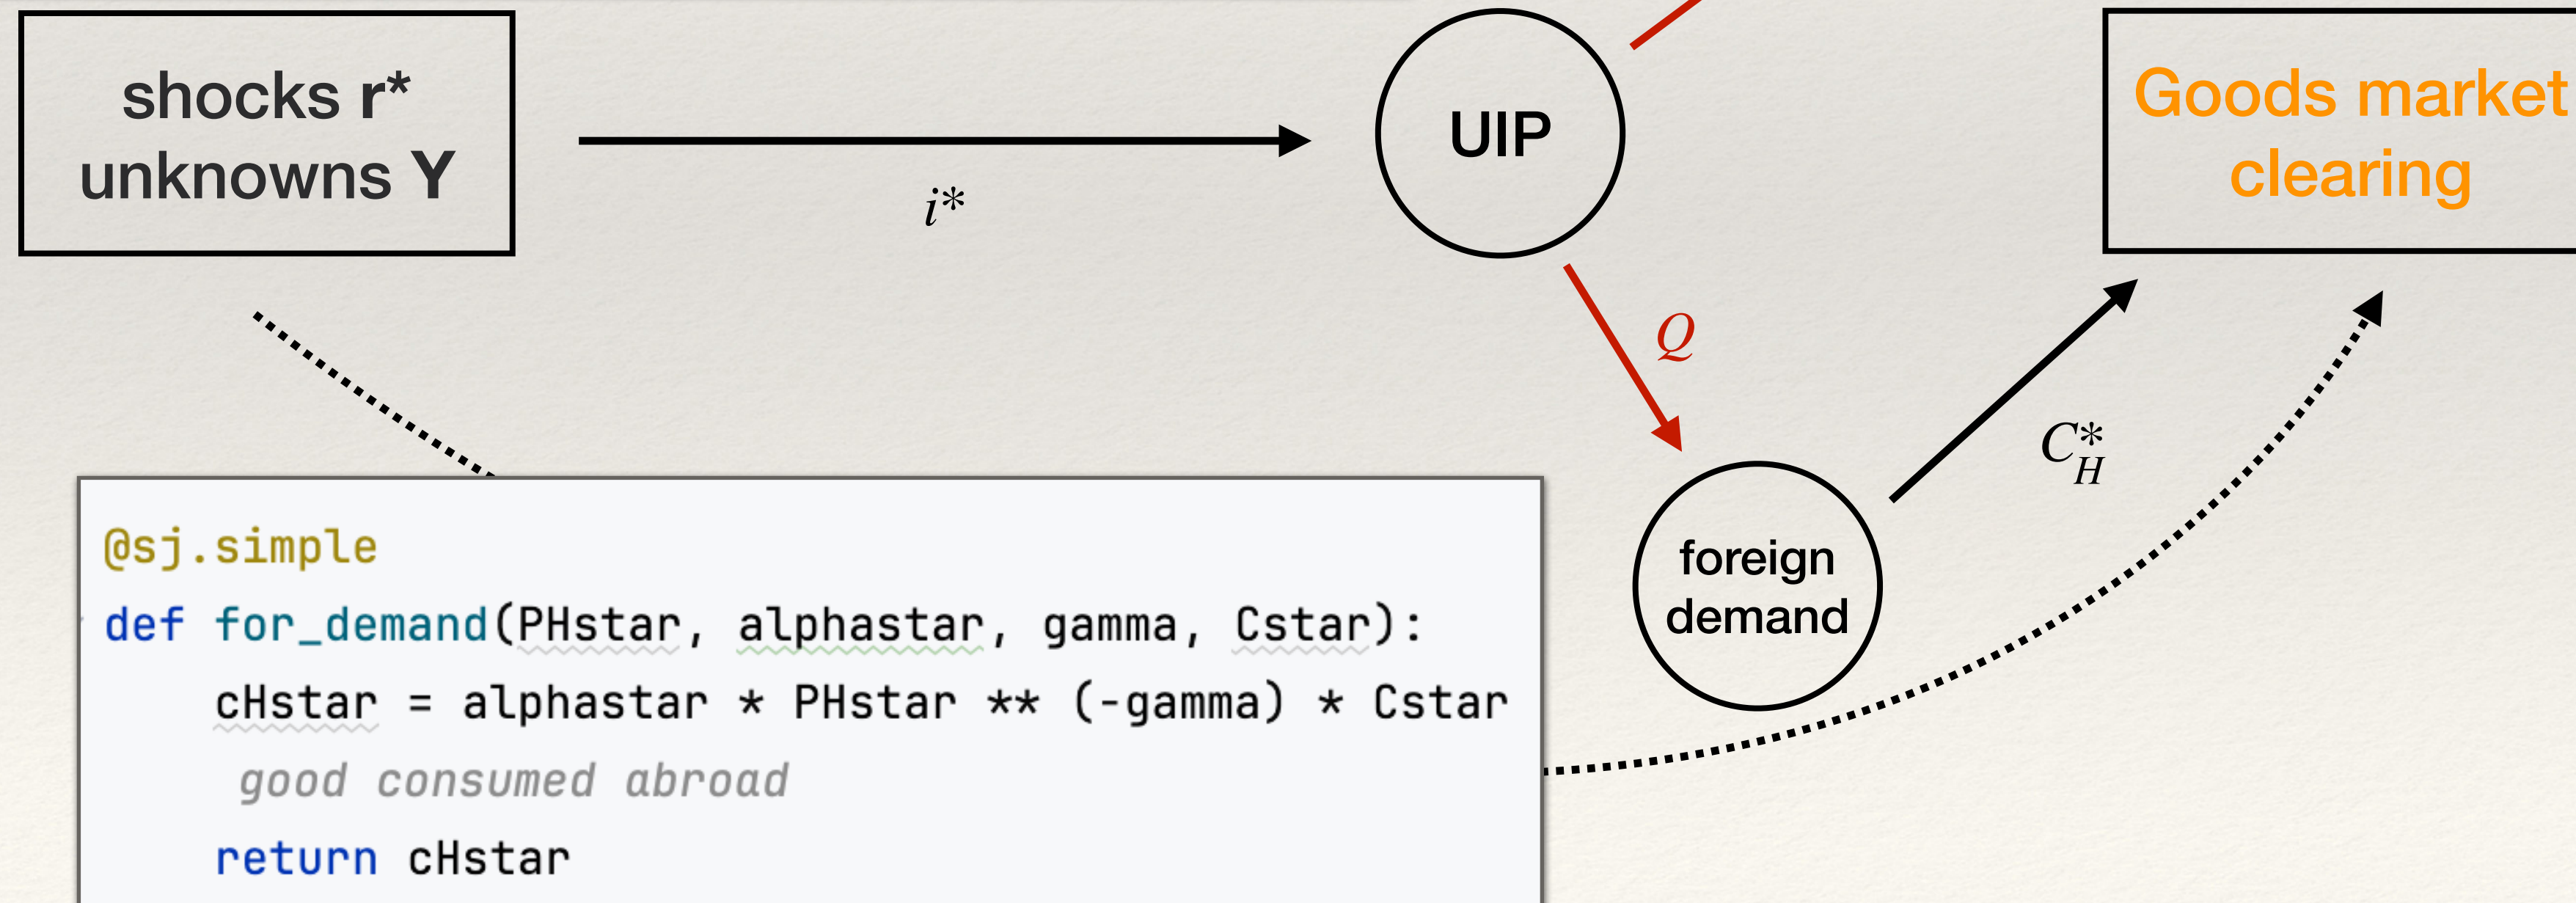 shocks r*
unknowns Y
i*
UIP
Goods market
clearing
Q
C*H
foreign
demand
@sj.simple
def for_demand(PHstar, alphastar, gamma, Cstar):
cHstar = alphastar * PHstar ** (-gamma) * Cstar
good consumed abroad
return cHstar